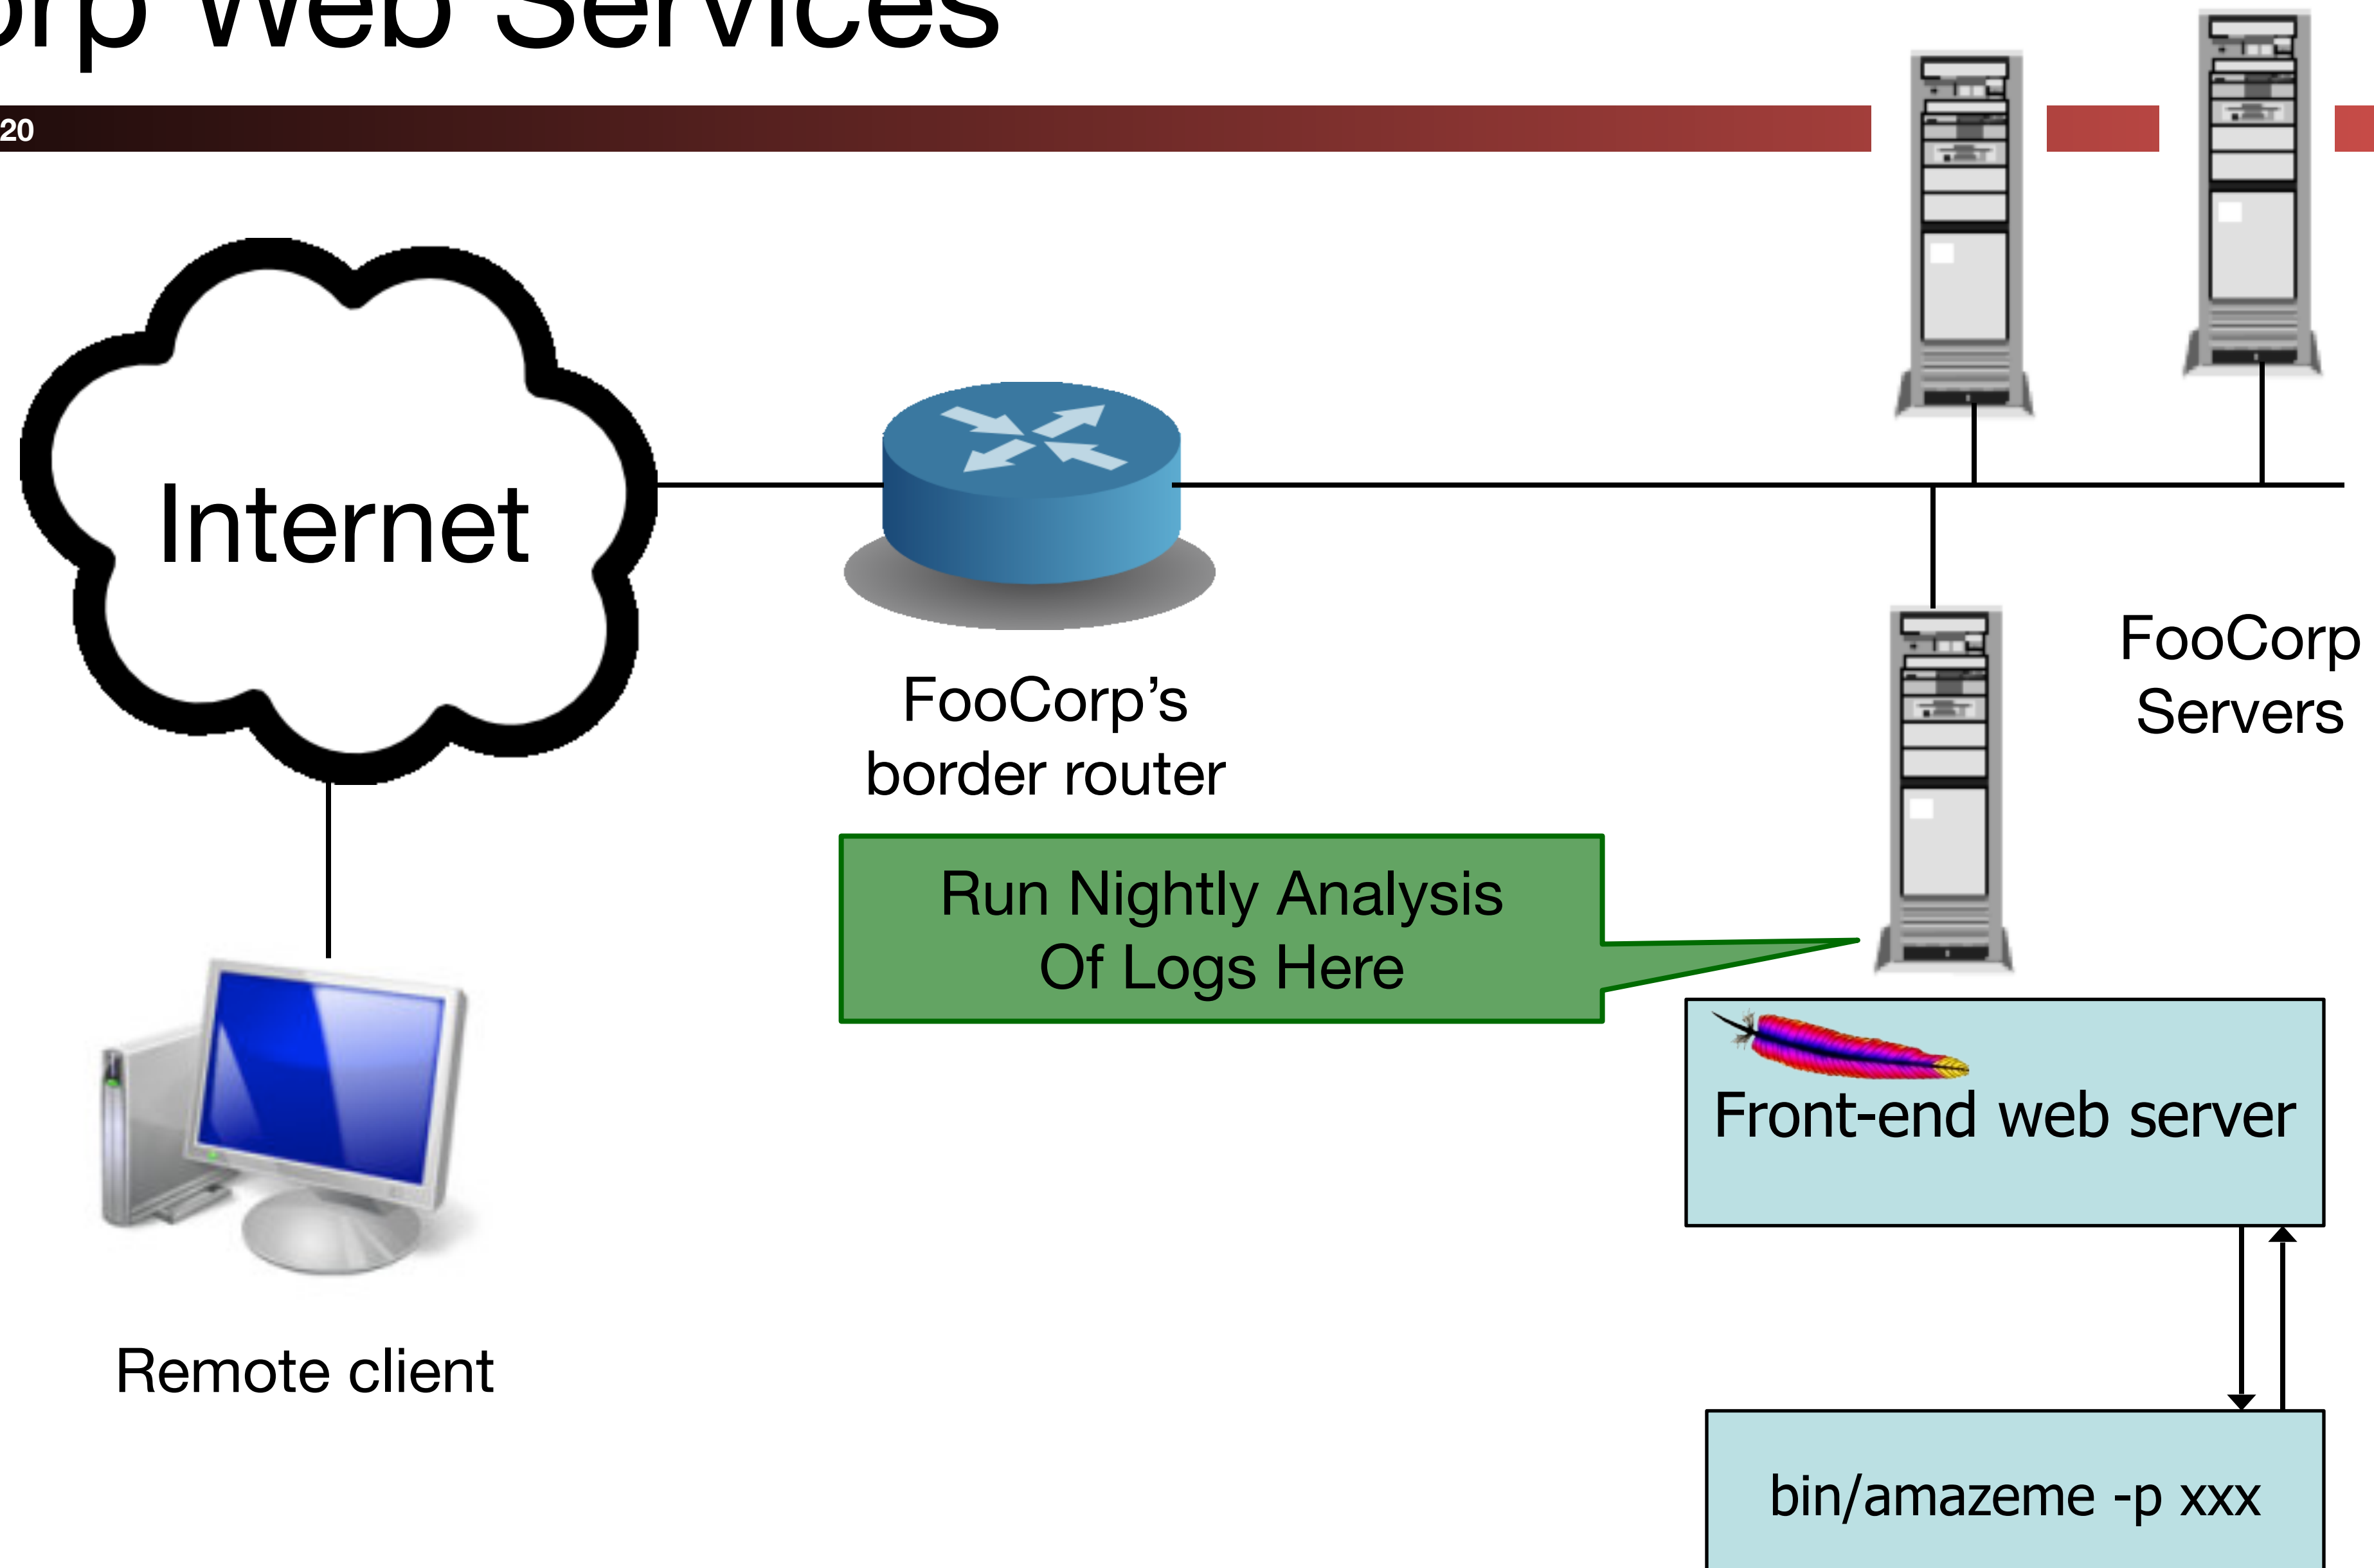 orp Web Services
20
Internet
FooCorp’s
border router
FooCorp
Servers
Run Nightly Analysis
Of Logs Here
Front-end web server
Remote client
bin/amazeme -p xxx